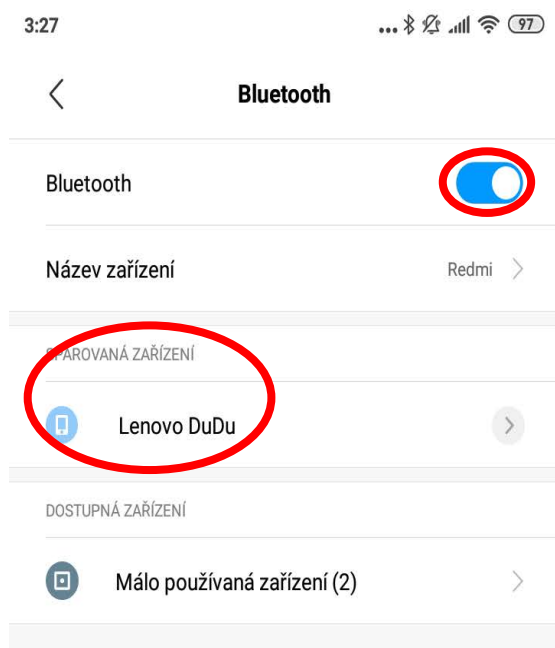 3:27
... 97
Bluetooth
Bluetooth
Název zařízení
Redmi
SPÁROVANÁ ZAŘÍZENÍ
Lenovo DuDu
DOSTUPNÁ ZAŘÍZENÍ
Málo používaná zařízení (2)